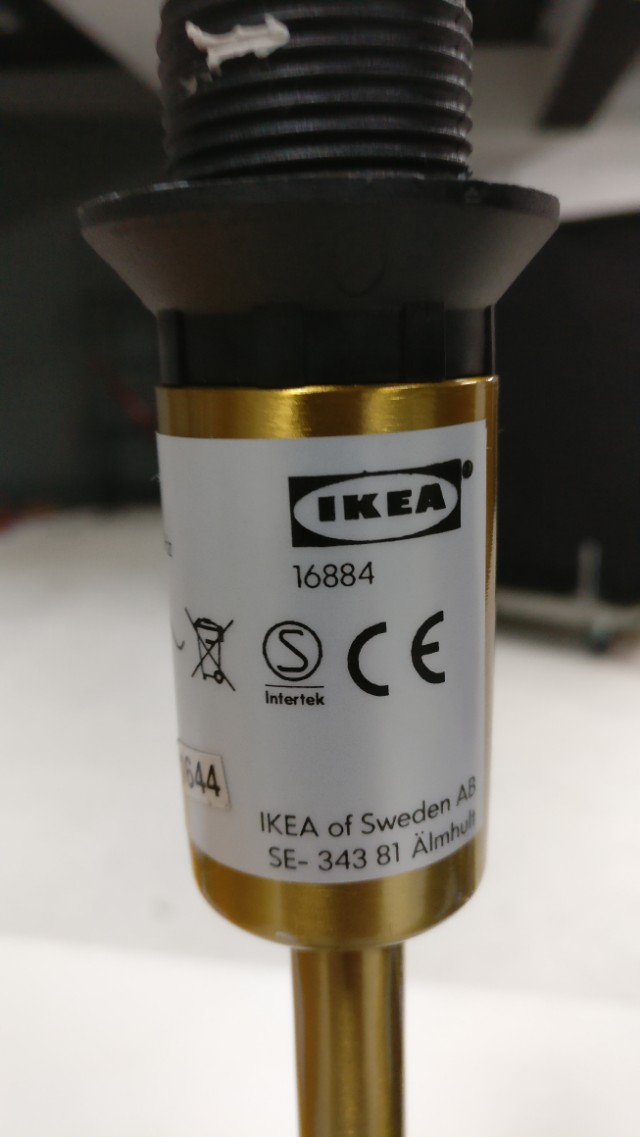 IKEA®
16884
S
Intertek
CE
644
IKEA of Sweden AB
SE- 343 81 Älmhult